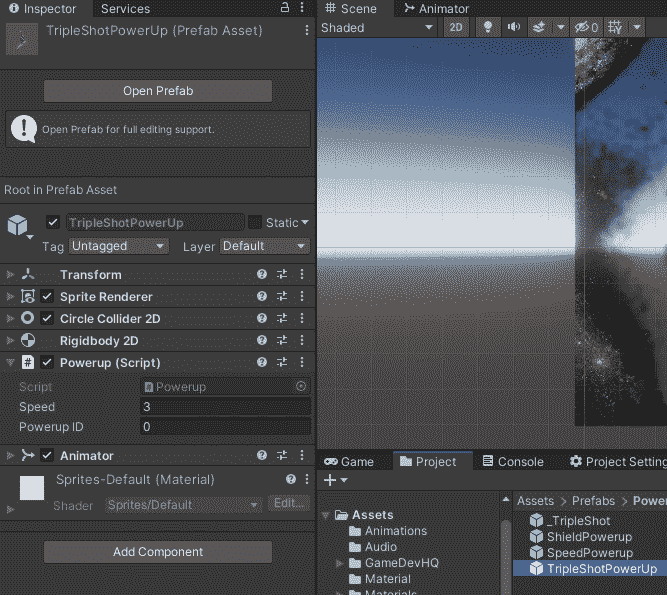 Inspector
Services
TripleShotPowerUp (Prefab Asset)
Open Prefab
Open Prefab for full editing support.
Root in Prefab Asset
TripleShotPowerUp
Static
Tag Untagged Layer Default
Transform
Sprite Renderer
Circle Collider 2D
Rigidbody 2D
# Powerup (Script)
Script # Powerup
Speed 3
Powerup ID 0
Animator
Sprites-Default (Material)
Shader Sprites/Default Edit...
Add Component
# Scene
Animator
Shaded 2D 0
Game Project Console Project Setting
Assets
Animations
Audio
GameDevHQ
Material
Materials
Assets > Prefabs > Power
_TripleShot
ShieldPowerup
SpeedPowerup
TripleShotPowerUp